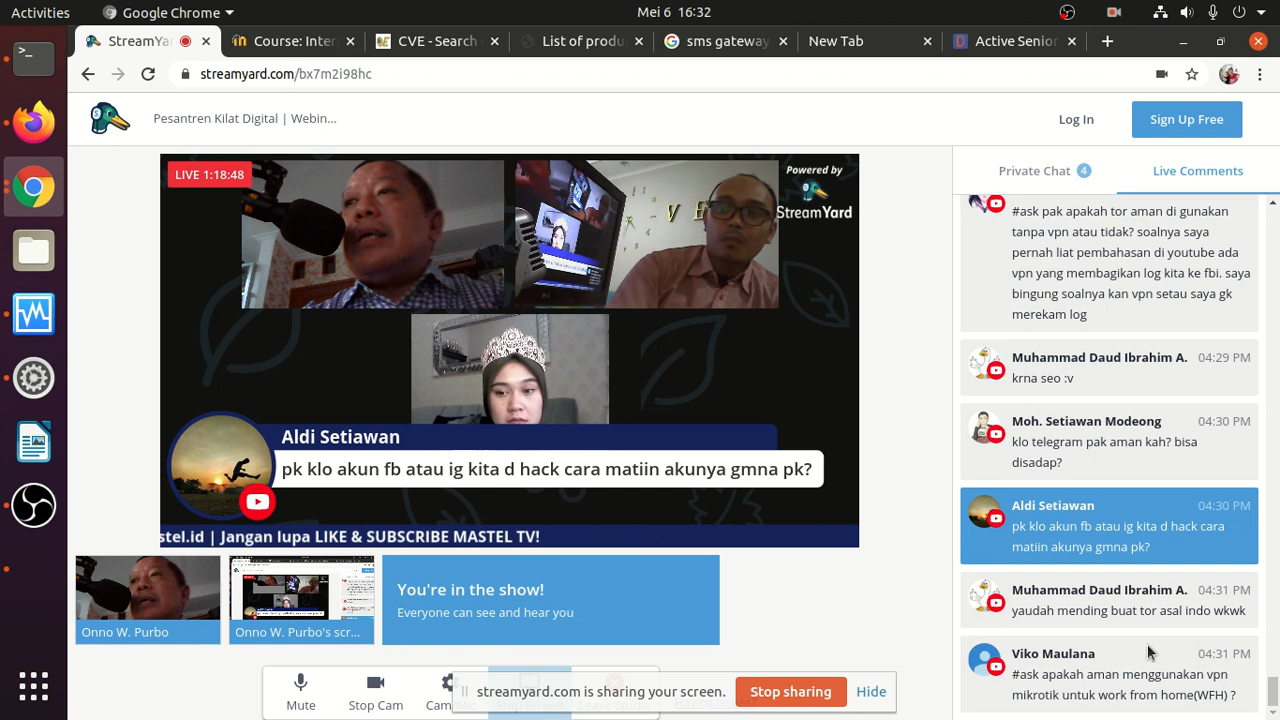 Activities
Google Chrome
Mei 6 16:32
StreamYar
Course: Inter
CVE - Search
List of produ
sms gateway
New Tab
Active Senior
streamyard.com/bx7m2i98hc
Pesantren Kilat Digital | Webin...
Log In
Sign Up Free
LIVE 1:18:48
Powered by
StreamYard
Aldi Setiawan
pk klo akun fb atau ig kita d hack cara matiin akunya gmna pk?
stel.id | Jangan lupa LIKE & SUBSCRIBE MASTEL TV!
Onno W. Purbo
Onno W. Purbo's scr...
You're in the show!
Everyone can see and hear you
Mute
Stop Cam
Cam
streamyard.com is sharing your screen.
Stop sharing
Hide
Private Chat 4
Live Comments
#ask pak apakah tor aman di gunakan
tanpa vpn atau tidak? soalnya saya
pernah liat pembahasan di youtube ada
vpn yang membagikan log kita ke fbi. saya
bingung soalnya kan vpn setau saya gk
merekam log
Muhammad Daud Ibrahim A. 04:29 PM
krna seo :v
Moh. Setiawan Modeong 04:30 PM
klo telegram pak aman kah? bisa
disadap?
Aldi Setiawan 04:30 PM
pk klo akun fb atau ig kita d hack cara
matiin akunya gmna pk?
Muhammad Daud Ibrahim A. 04:31 PM
yaudah mending buat tor asal indo wkwk
Viko Maulana 04:31 PM
#ask apakah aman menggunakan vpn
mikrotik untuk work from home(WFH) ?